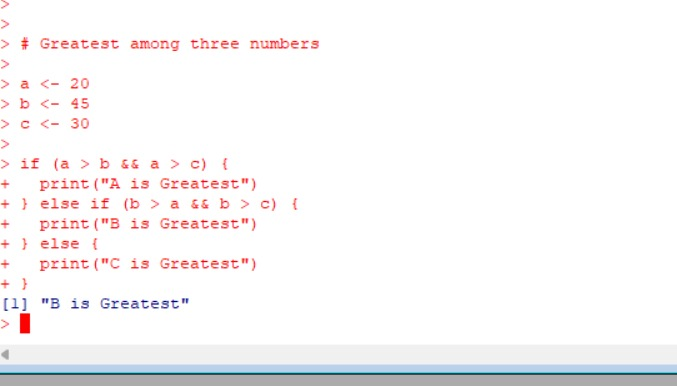 >
>
> # Greatest among three numbers
>
> a <- 20
> b <- 45
> c <- 30
>
> if (a > b && a > c) {
+   print("A is Greatest")
+ } else if (b > a && b > c) {
+   print("B is Greatest")
+ } else {
+   print("C is Greatest")
+ }
[1] "B is Greatest"
>